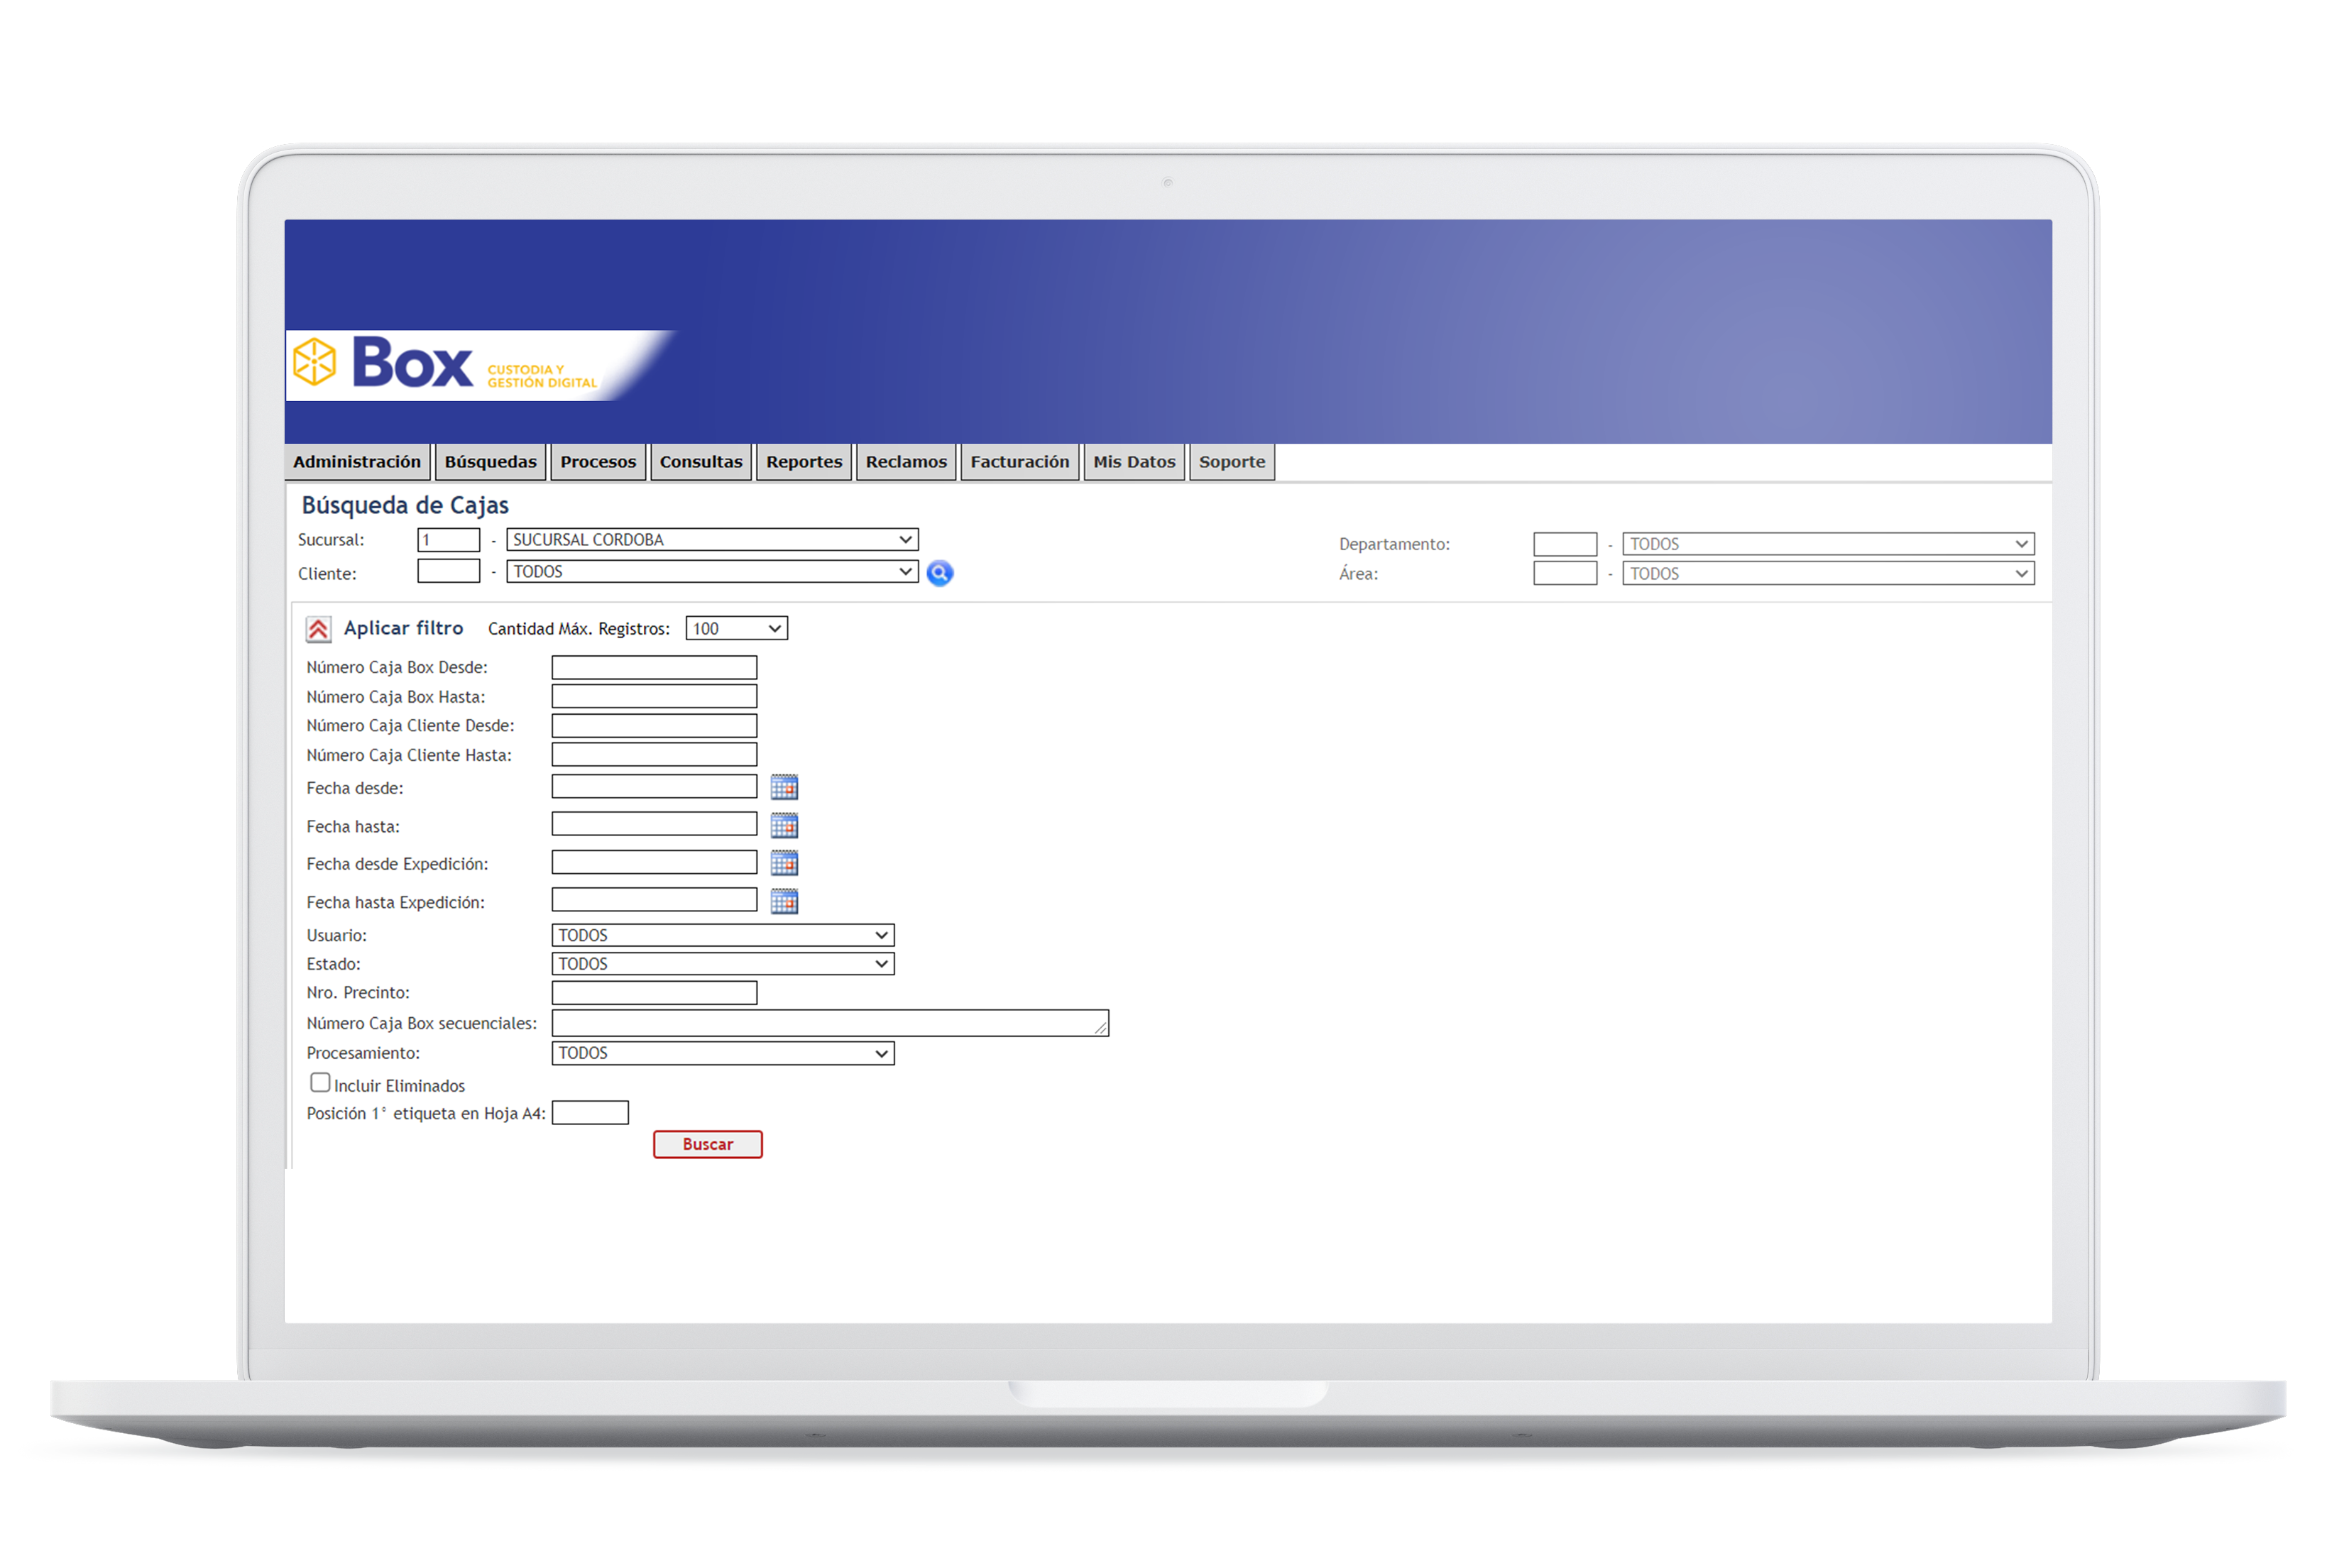 Box CUSTODIA Y
GESTIÓN DIGITAL
Administración Búsquedas Procesos Consultas Reportes Reclamos Facturación Mis Datos Soporte
Búsqueda de Cajas
Sucursal: 1 - SUCURSAL CORDOBA Departamento: - TODOS
Cliente: - TODOS Área: - TODOS
Aplicar filtro Cantidad Máx. Registros: 100
Número Caja Box Desde:
Número Caja Box Hasta:
Número Caja Cliente Desde:
Número Caja Cliente Hasta:
Fecha desde:
Fecha hasta:
Fecha desde Expedición:
Fecha hasta Expedición:
Usuario: TODOS
Estado: TODOS
Nro. Precinto:
Número Caja Box secuenciales:
Procesamiento: TODOS
Incluir Eliminados
Posición 1° etiqueta en Hoja A4:
Buscar